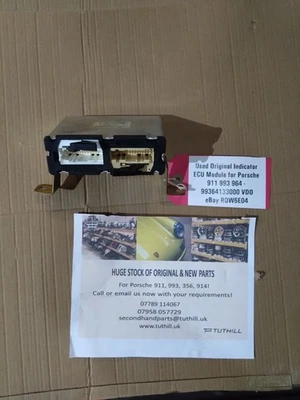 Used Original Indicator
ECU Module for Porsche
911 993 964 -
99364133000 VDO
eBay RQW6E04
HUGE STOCK OF ORIGINAL & NEW PARTS
For Porsche 911, 993, 356, 914!
Call or email us now with your requirements!
07789 114067
07958 057729
secondhandparts@tuthill.uk
www.tuthill.uk
TUTHILL